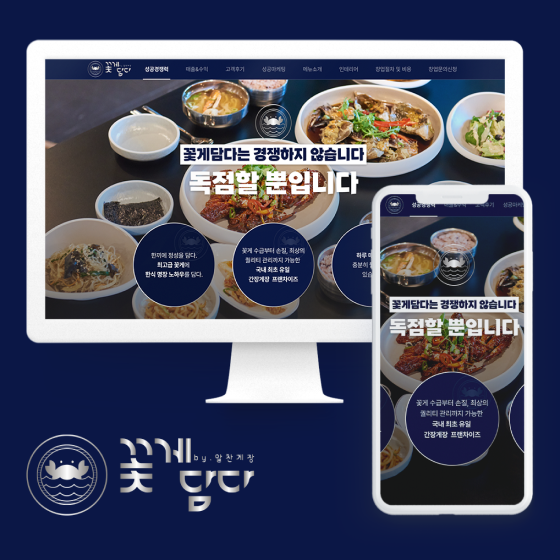 꽃게
담다
성공경쟁력 매출&수익 고객후기 성공마케팅 메뉴소개 인테리어 창업절차 및 비용 창업문의신청
꽃게담다는 경쟁하지 않습니다
독점할 뿐입니다
한끼에 정성을 담다.
최고급 꽃게에
한식 명장 노하우를 담다.
꽃게 수급부터 손질, 최상의
퀄리티 관리까지 가능한
국내 최초 유일
간장게장 프랜차이즈
하루 
충분히
있습
성공경쟁력 매출&수익 고객후기 성공마
꽃게담다는 경쟁하지 않습니다
독점할 뿐입니다
꽃게 수급부터 손질, 최상의
퀄리티 관리까지 가능한
국내 최초 유일
간장게장 프랜차이즈
꽃게 by.알찬게장
담다